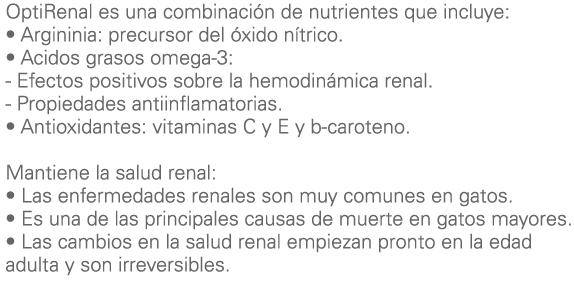 OptiRenal es una combinación de nutrientes que incluye:
• Argininia: precursor del óxido nítrico.
• Acidos grasos omega-3:
- Efectos positivos sobre la hemodinámica renal.
- Propiedades antiinflamatorias.
• Antioxidantes: vitaminas C y E y b-caroteno.
Mantiene la salud renal:
• Las enfermedades renales son muy comunes en gatos.
• Es una de las principales causas de muerte en gatos mayores.
• Las cambios en la salud renal empiezan pronto en la edad
adulta y son irreversibles.